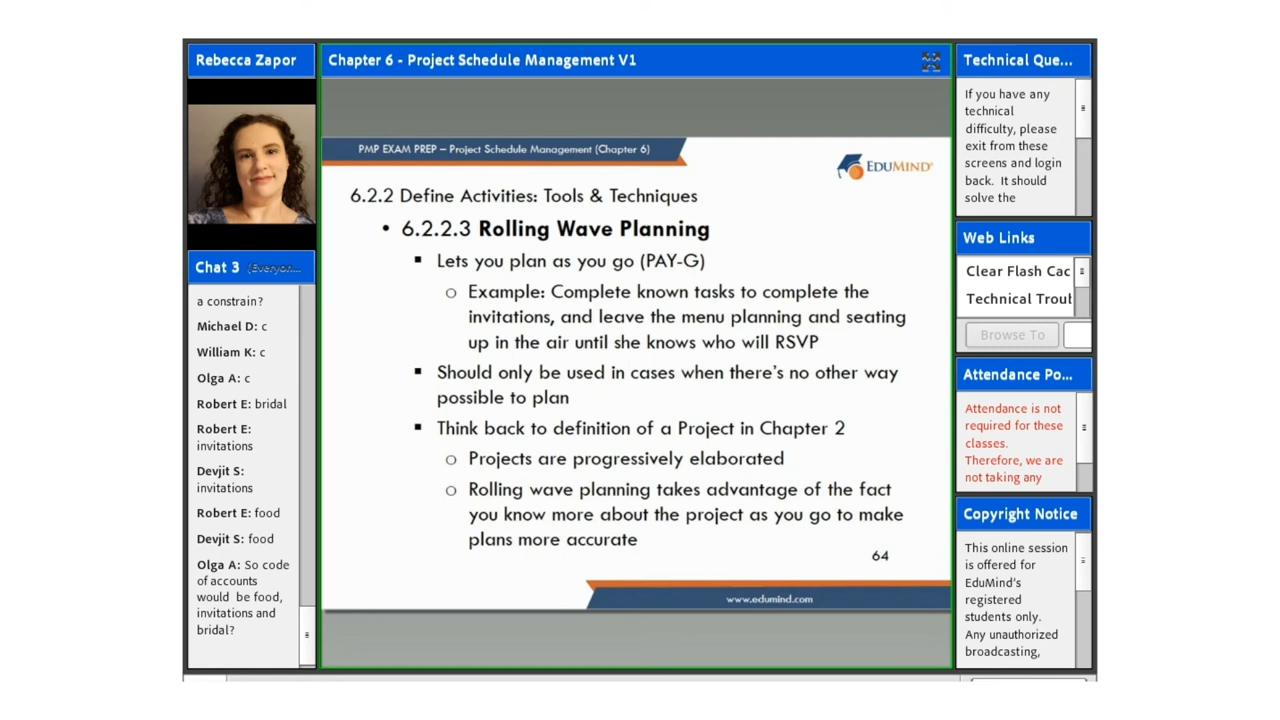 Rebecca Zapor
Chapter 6 - Project Schedule Management V1
Technical Que...
If you have any
technical
difficulty, please
exit from these
screens and login
back. It should
solve the
PMP EXAM PREP – Project Schedule Management (Chapter 6)
EDUMIND
6.2.2 Define Activities: Tools & Techniques
• 6.2.2.3 Rolling Wave Planning
▪ Lets you plan as you go (PAY-G)
o Example: Complete known tasks to complete the
invitations, and leave the menu planning and seating
up in the air until she knows who will RSVP
▪ Should only be used in cases when there's no other way
possible to plan
▪ Think back to definition of a Project in Chapter 2
o Projects are progressively elaborated
o Rolling wave planning takes advantage of the fact
you know more about the project as you go to make
plans more accurate
64
www.edumind.com
Chat 3 (Everyon...
a constrain?
Michael D: c
William K: c
Olga A: c
Robert E: bridal
Robert E:
invitations
Devjit S:
invitations
Robert E: food
Devjit S: food
Olga A: So code
of accounts
would be food,
invitations and
bridal?
Web Links
Clear Flash Cac
Technical Troub
Browse To
Attendance Po...
Attendance is not
required for these
classes.
Therefore, we are
not taking any
Copyright Notice
This online session
is offered for
EduMind's
registered
students only.
Any unauthorized
broadcasting,